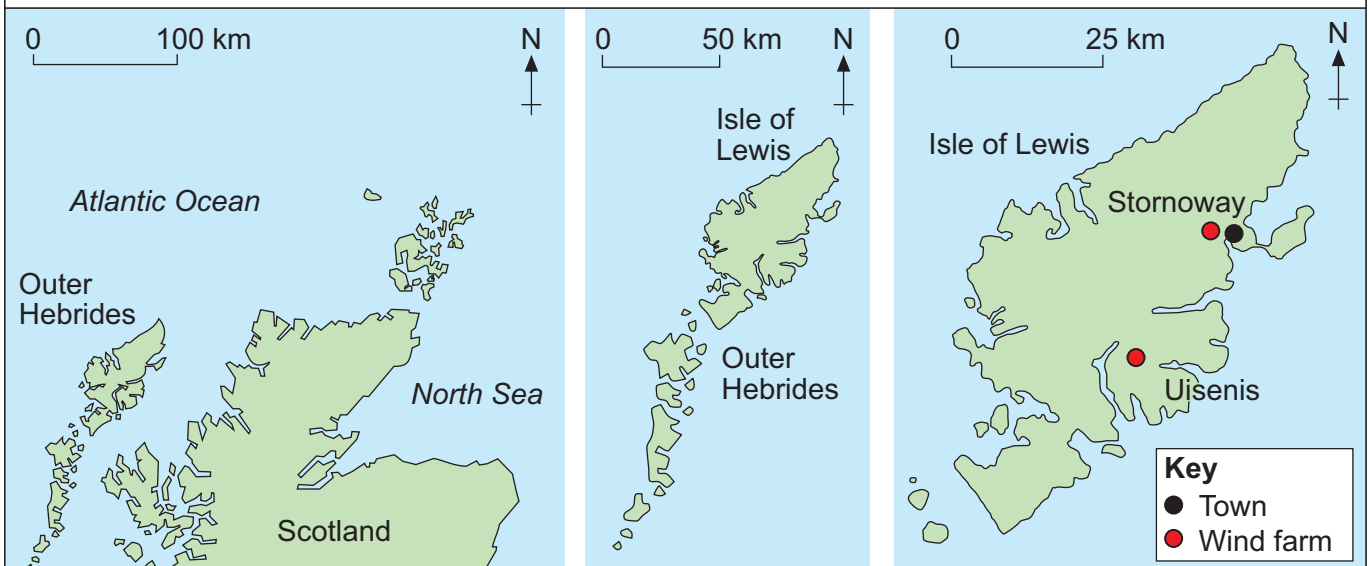 0 100 km
N
Atlantic Ocean
Outer
Hebrides
North Sea
Scotland
0 50 km
N
Isle of
Lewis
Outer
Hebrides
0 25 km
N
Isle of Lewis
Stornoway
Uisenis
Key
Town
Wind farm